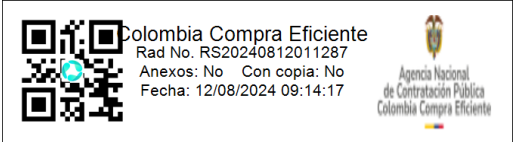 Colombia Compra Eficiente
Rad No. RS20240812011287
Anexos: No Con copia: No
Fecha: 12/08/2024 09:14:17
Agencia Nacional
de Contratación Pública
Colombia Compra Eficiente